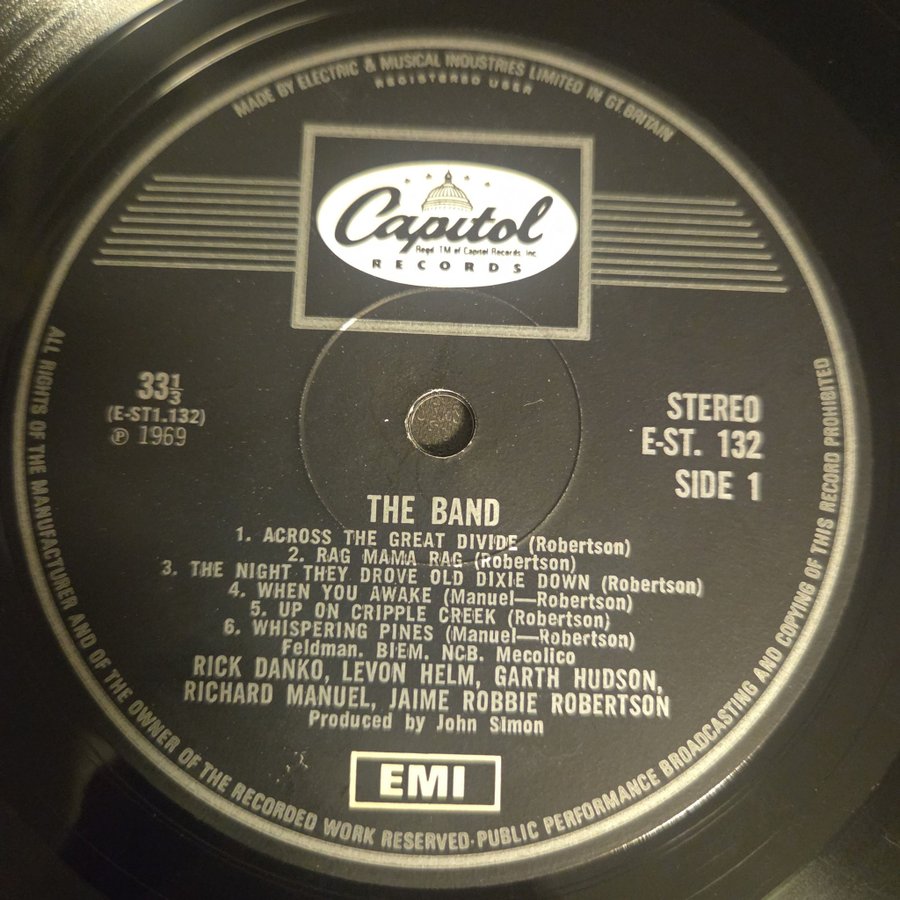 MADE BY ELECTRIC & MUSICAL INDUSTRIES LIMITED IN GT. BRITAIN
REGISTERED USER
Capitol
Regd. TM of Capitol Records, Inc.
RECORDS
33⅓
(E-ST1.132)
℗ 1969
STEREO
E-ST. 132
SIDE 1
THE BAND
1. ACROSS THE GREAT DIVIDE (Robertson)
2. RAG MAMA RAG (Robertson)
3. THE NIGHT THEY DROVE OLD DIXIE DOWN (Robertson)
4. WHEN YOU AWAKE (Manuel—Robertson)
5. UP ON CRIPPLE CREEK (Robertson)
6. WHISPERING PINES (Manuel—Robertson)
Feldman. BIEM. NCB. Mecolico
RICK DANKO, LEVON HELM, GARTH HUDSON,
RICHARD MANUEL, JAIME ROBBIE ROBERTSON
Produced by John Simon
EMI
ALL RIGHTS OF THE MANUFACTURER AND OF THE OWNER OF THE RECORDED WORK RESERVED · PUBLIC PERFORMANCE BROADCASTING AND COPYING OF THIS RECORD PROHIBITED